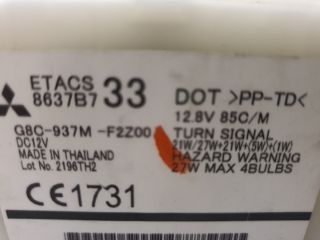 ETACS 33
8637B7
DOT >PP-TD<
12.8V 85C/M
G8C-937M -F2Z00
TURN SIGNAL
DC12V
21W/27W+21W+(5W)+(1W)
MADE IN THAILAND
HAZARD WARNING
Lot No. 2196TH2
27W MAX 4BULBS
CE1731